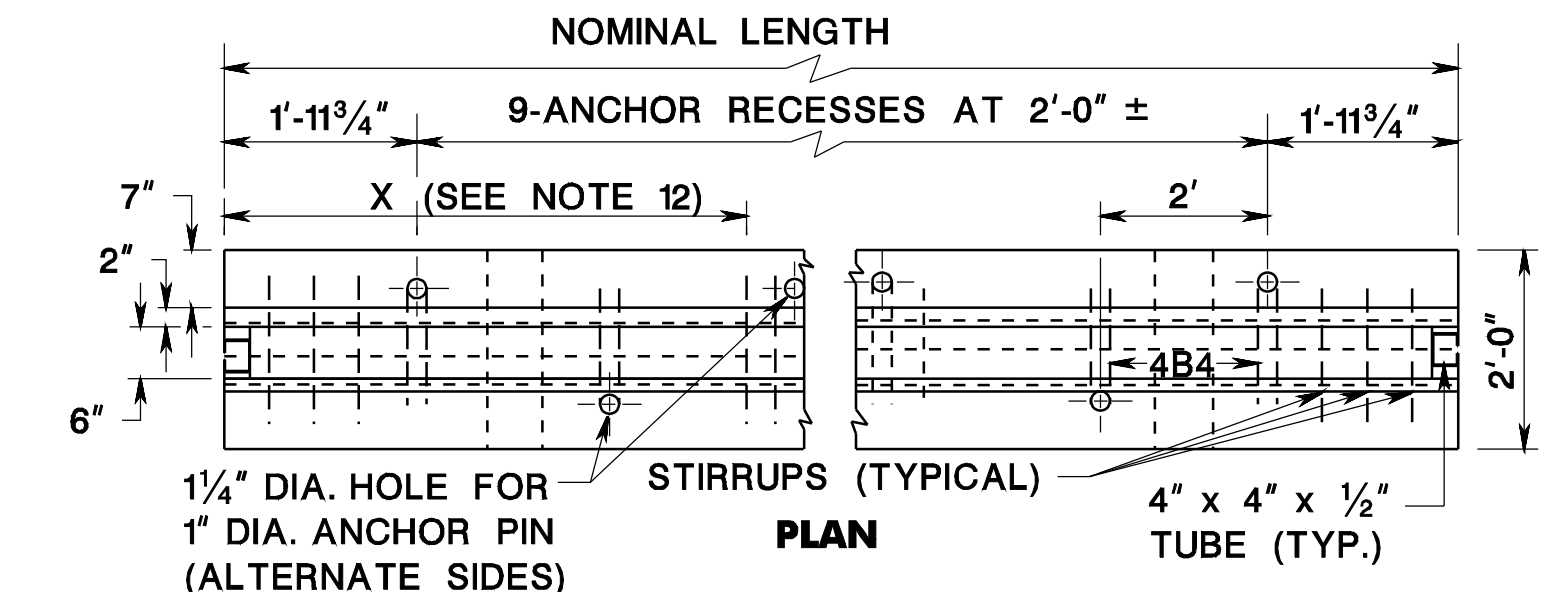 NOMINAL LENGTH
9-ANCHOR RECESSES AT 2'-0" ±
1'-11¾"
1'-11¾"
X (SEE NOTE 12)
2'
7"
2"
6"
4B4
2'-0"
1¼" DIA. HOLE FOR
1" DIA. ANCHOR PIN
(ALTERNATE SIDES)
STIRRUPS (TYPICAL)
4" x 4" x ½"
TUBE (TYP.)
PLAN